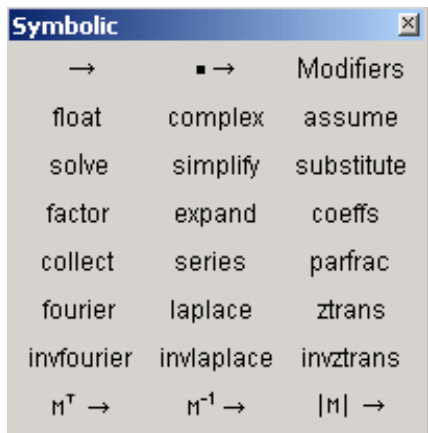 Symbolic
→ ▪ → Modifiers
float complex assume
solve simplify substitute
factor expand coeffs
collect series parfrac
fourier laplace ztrans
invfourier invlaplace invztrans
Mᵀ → M⁻¹ → |M| →